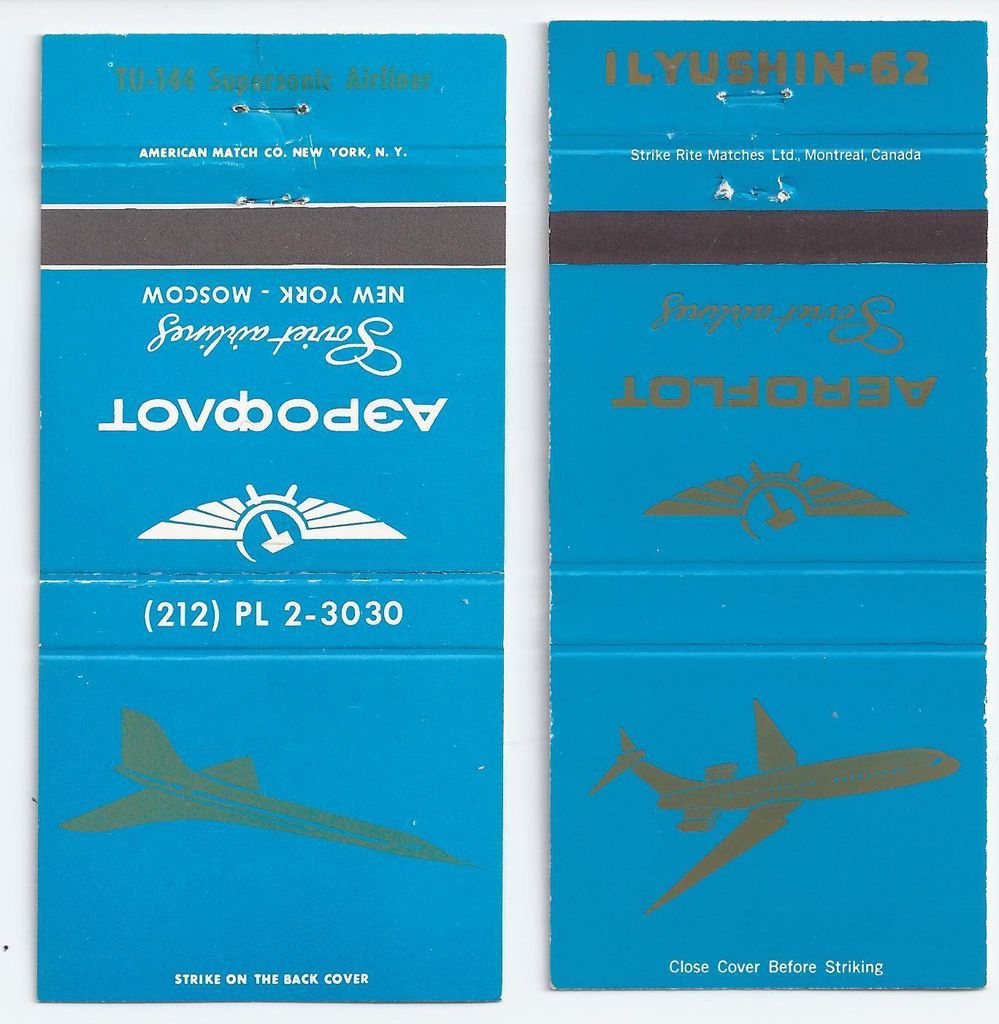 TU-144 Supersonic Airliner
AMERICAN MATCH CO. NEW YORK, N. Y.
NEW YORK - MOSCOW
Soviet airlines
АЭРОФЛОТ
(212) PL 2-3030
STRIKE ON THE BACK COVER
ILYUSHIN-62
Strike Rite Matches Ltd., Montreal, Canada
Soviet airlines
AEROFLOT
Close Cover Before Striking